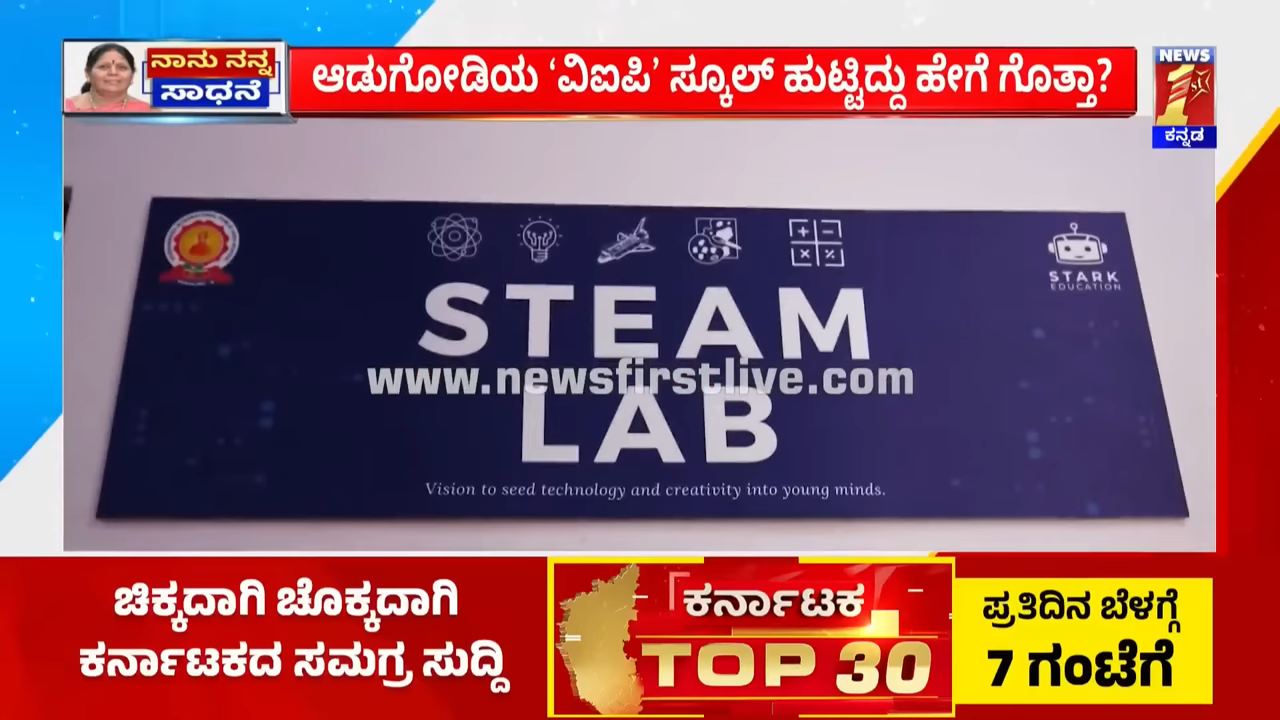 ನಾನು ನನ್ನ
ಸಾಧನೆ
ಆಡುಗೋಡಿಯ ‘ವಿಐಪಿ’ ಸ್ಕೂಲ್ ಹುಟ್ಟಿದ್ದು ಹೇಗೆ ಗೊತ್ತಾ?
NEWS
1st
ಕನ್ನಡ
STARK
EDUCATION
STEAM
www.newsfirstlive.com
LAB
Vision to seed technology and creativity into young minds.
ಚಿಕ್ಕದಾಗಿ ಚೊಕ್ಕದಾಗಿ
ಕರ್ನಾಟಕದ ಸಮಗ್ರ ಸುದ್ದಿ
ಕರ್ನಾಟಕ
TOP 30
ಪ್ರತಿದಿನ ಬೆಳಗ್ಗೆ
7 ಗಂಟೆಗೆ